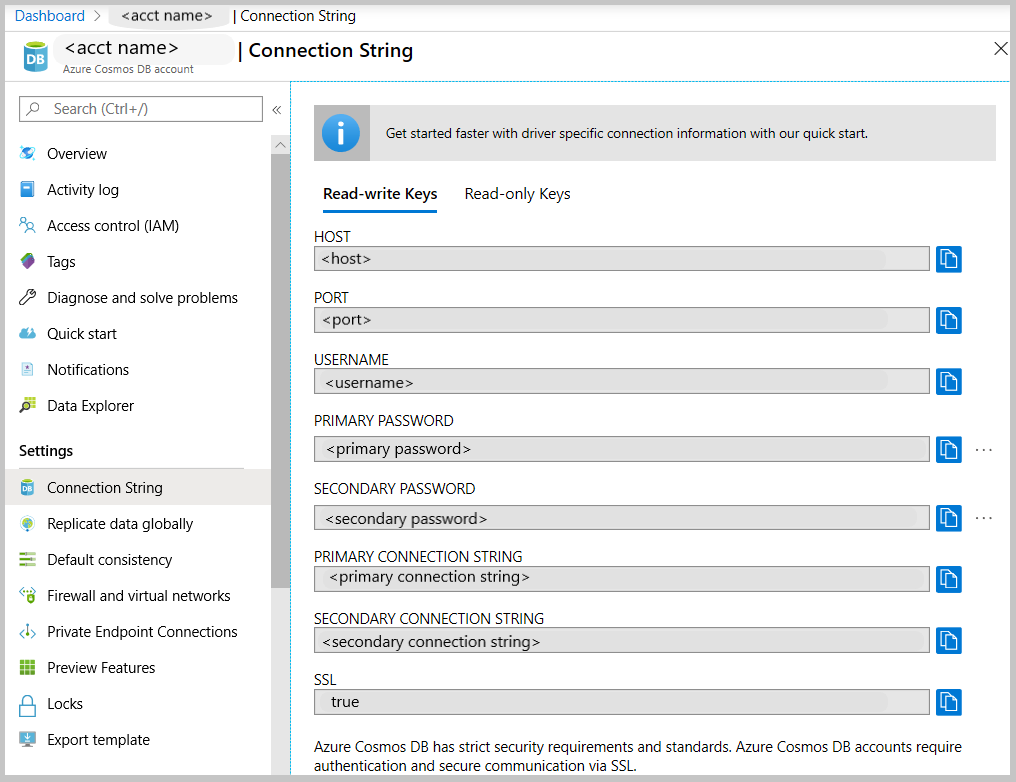 Dashboard > <acct name> | Connection String
<acct name> | Connection String
Azure Cosmos DB account
DB
Search (Ctrl+/)
«
Overview
Activity log
Access control (IAM)
Tags
Diagnose and solve problems
Quick start
Notifications
Data Explorer
Settings
Connection String
Replicate data globally
Default consistency
Firewall and virtual networks
Private Endpoint Connections
Preview Features
Locks
Export template
Get started faster with driver specific connection information with our quick start.
Read-write Keys Read-only Keys
HOST
<host>
PORT
<port>
USERNAME
<username>
PRIMARY PASSWORD
<primary password>
...
SECONDARY PASSWORD
<secondary password>
...
PRIMARY CONNECTION STRING
<primary connection string>
SECONDARY CONNECTION STRING
<secondary connection string>
SSL
true
Azure Cosmos DB has strict security requirements and standards. Azure Cosmos DB accounts require
authentication and secure communication via SSL.